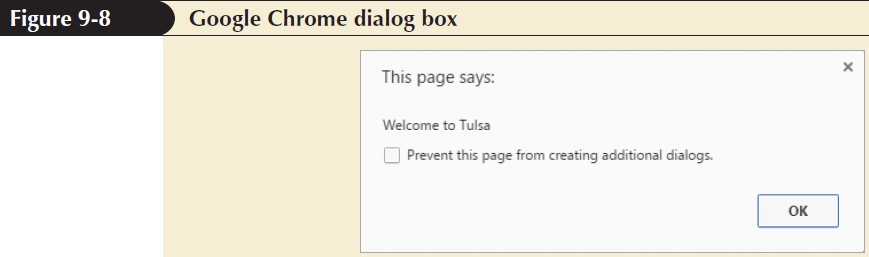 Figure 9-8 Google Chrome dialog box
This page says:
Welcome to Tulsa
Prevent this page from creating additional dialogs.
OK